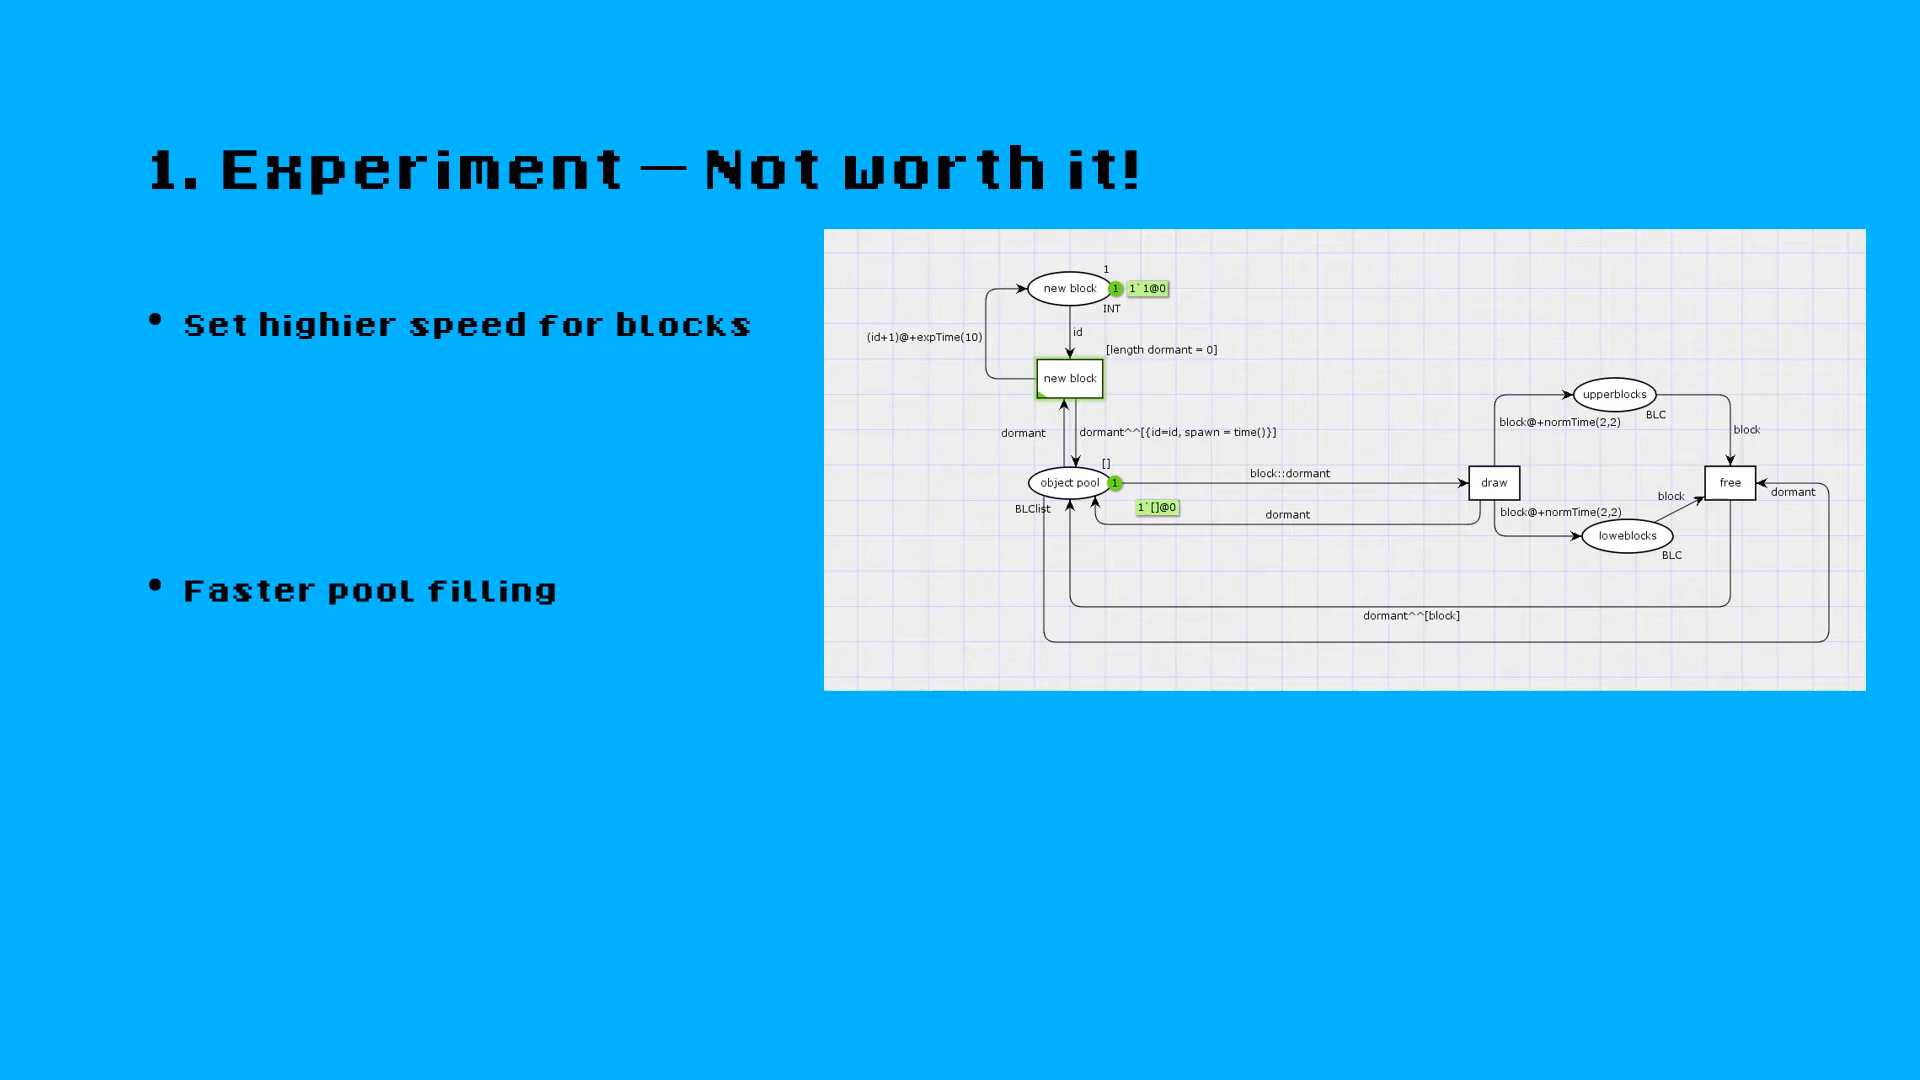 1. Experiment — Not worth it!
• Set highier speed for blocks
• Faster pool filling
1
new block
1
1`1@0
INT
id
(id+1)@+expTime(10)
[length dormant = 0]
new block
dormant
dormant^^[{id=id, spawn = time()}]
[]
object pool
1
1`[]@0
BLClist
block::dormant
dormant
draw
block@+normTime(2,2)
upperblocks
BLC
block
block@+normTime(2,2)
loweblocks
BLC
block
free
dormant
dormant^^[block]